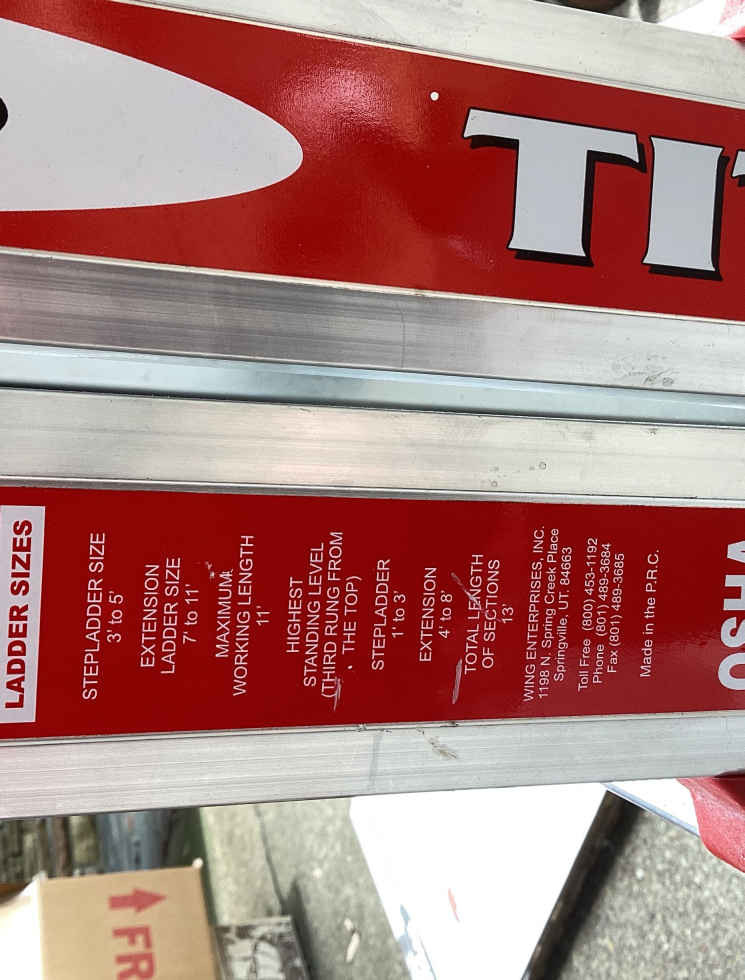 TIT
LADDER SIZES
STEPLADDER SIZE
3' to 5'
EXTENSION
LADDER SIZE
7' to 11'
MAXIMUM
WORKING LENGTH
11'
HIGHEST
STANDING LEVEL
(THIRD RUNG FROM
THE TOP)
STEPLADDER
1' to 3'
EXTENSION
4' to 8'
TOTAL LENGTH
OF SECTIONS
13'
WING ENTERPRISES, INC.
1198 N. Spring Creek Place
Springville, UT. 84663
Toll Free (800) 453-1192
Phone (801) 489-3684
Fax (801) 489-3685
Made in the P.R.C.
FR